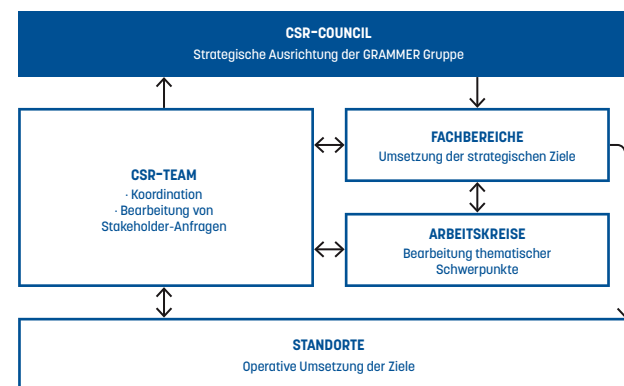 CSR-COUNCIL
Strategische Ausrichtung der GRAMMER Gruppe
CSR-TEAM
· Koordination
· Bearbeitung von
Stakeholder-Anfragen
FACHBEREICHE
Umsetzung der strategischen Ziele
ARBEITSKREISE
Bearbeitung thematischer
Schwerpunkte
STANDORTE
Operative Umsetzung der Ziele